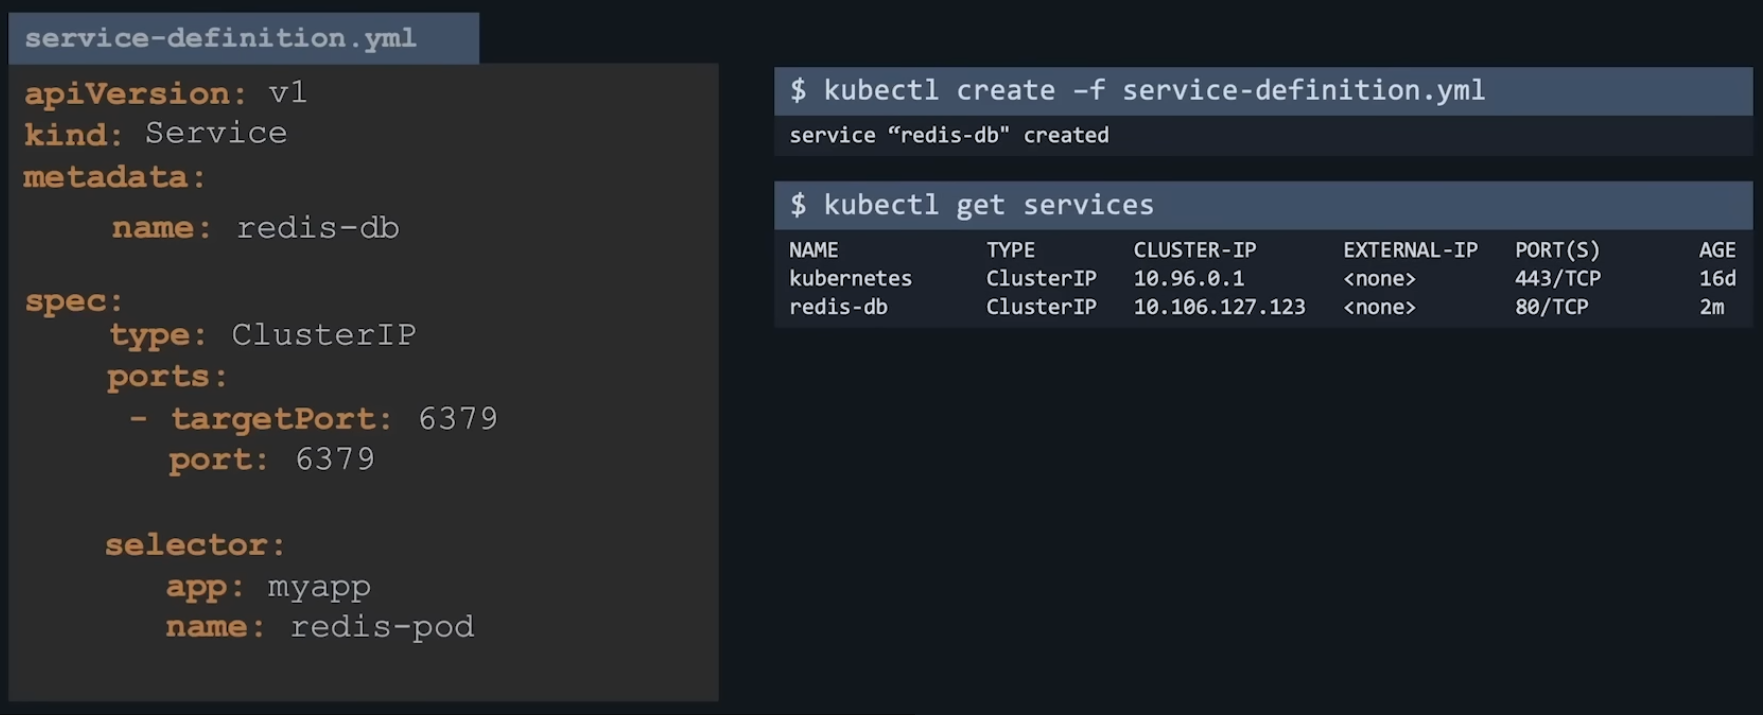 service-definition.yml
apiVersion: v1
kind: Service
metadata:
name: redis-db
spec:
type: ClusterIP
ports:
- targetPort: 6379
port: 6379
selector:
app: myapp
name: redis-pod
$ kubectl create –f service-definition.yml
service “redis-db" created
$ kubectl get services
NAME TYPE CLUSTER-IP EXTERNAL-IP PORT(S) AGE
kubernetes ClusterIP 10.96.0.1 <none> 443/TCP 16d
redis-db ClusterIP 10.106.127.123 <none> 80/TCP 2m